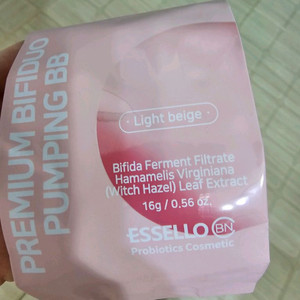 PREMIUM BIFIDUO
PUMPING BB
Light beige
Bifida Ferment Filtrate
Hamamelis Virginiana
(Witch Hazel) Leaf Extract
16g / 0.56 oz.
ESSELLO BN
Probiotics Cosmetic